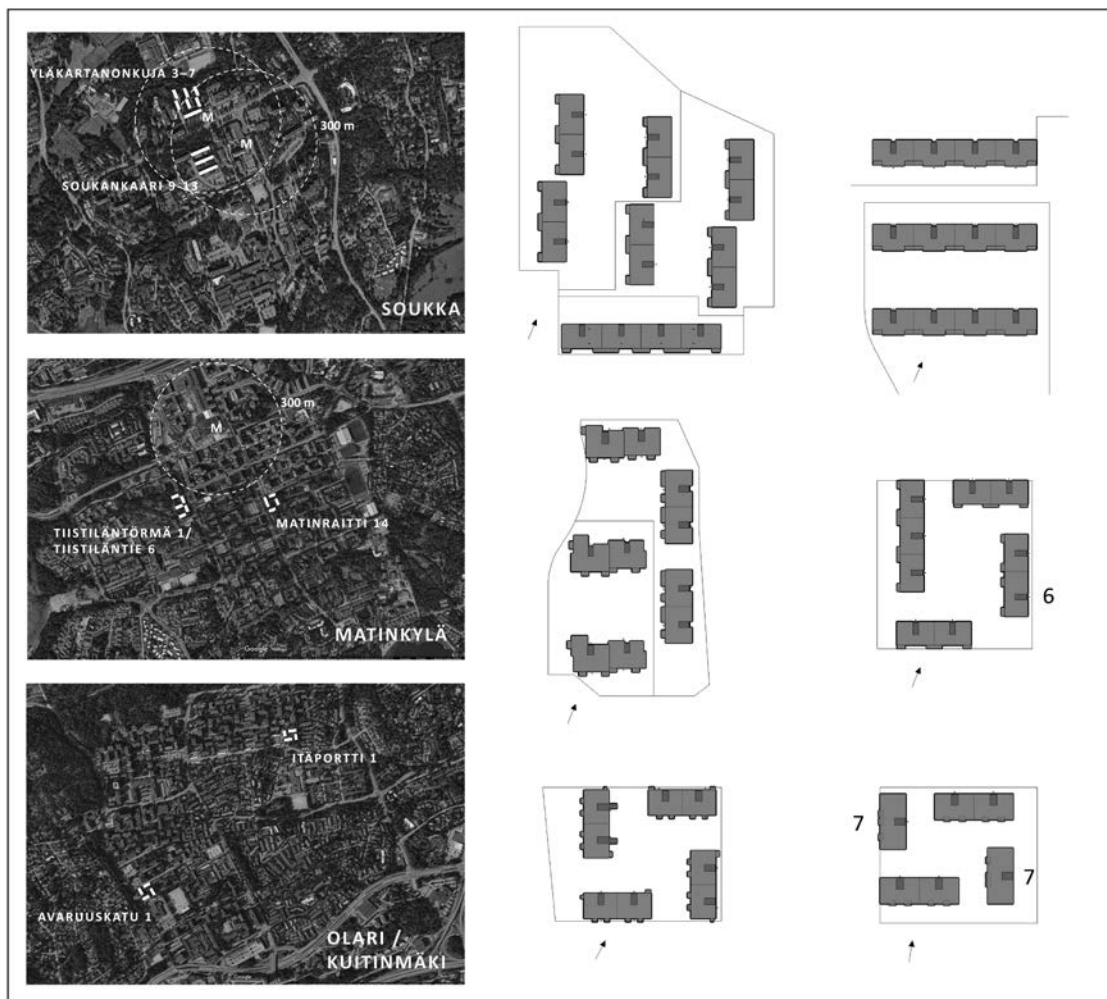 YLÄKARTANONKUJA 3–7
M
300 m
M
SOUKANKAARI 9-13
SOUKKA
300 m
M
TIISTILÄNTÖRMÄ 1/
TIISTILÄNTIE 6
MATINRAITTI 14
MATINKYLÄ
Google
6
ITÄPORTTI 1
AVARUUSKATU 1
OLARI /
KUITINMÄKI
Google
7
7